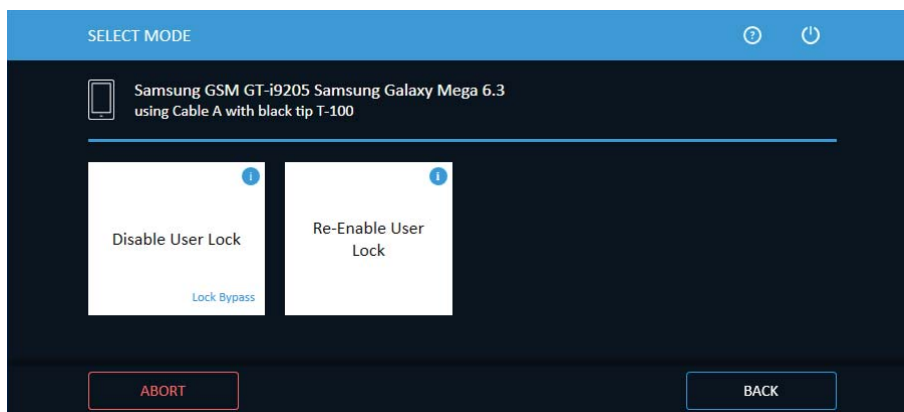 SELECT MODE
Samsung GSM GT-i9205 Samsung Galaxy Mega 6.3
using Cable A with black tip T-100
Disable User Lock
Lock Bypass
Re-Enable User
Lock
ABORT
BACK